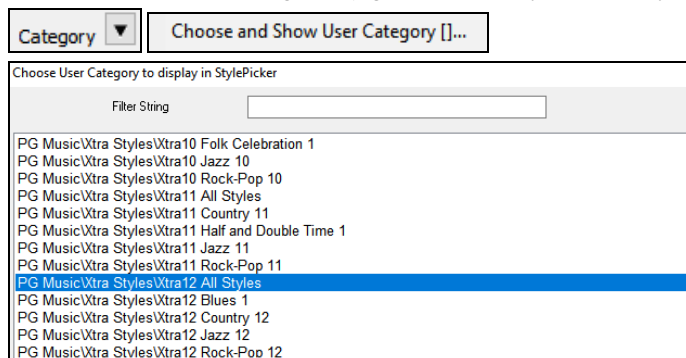 Category ▼ Choose and Show User Category []...
Choose User Category to display in StylePicker
Filter String
PG Music\Xtra Styles\Xtra10 Folk Celebration 1
PG Music\Xtra Styles\Xtra10 Jazz 10
PG Music\Xtra Styles\Xtra10 Rock-Pop 10
PG Music\Xtra Styles\Xtra11 All Styles
PG Music\Xtra Styles\Xtra11 Country 11
PG Music\Xtra Styles\Xtra11 Half and Double Time 1
PG Music\Xtra Styles\Xtra11 Jazz 11
PG Music\Xtra Styles\Xtra11 Rock-Pop 11
PG Music\Xtra Styles\Xtra12 All Styles
PG Music\Xtra Styles\Xtra12 Blues 1
PG Music\Xtra Styles\Xtra12 Country 12
PG Music\Xtra Styles\Xtra12 Jazz 12
PG Music\Xtra Styles\Xtra12 Rock-Pop 12